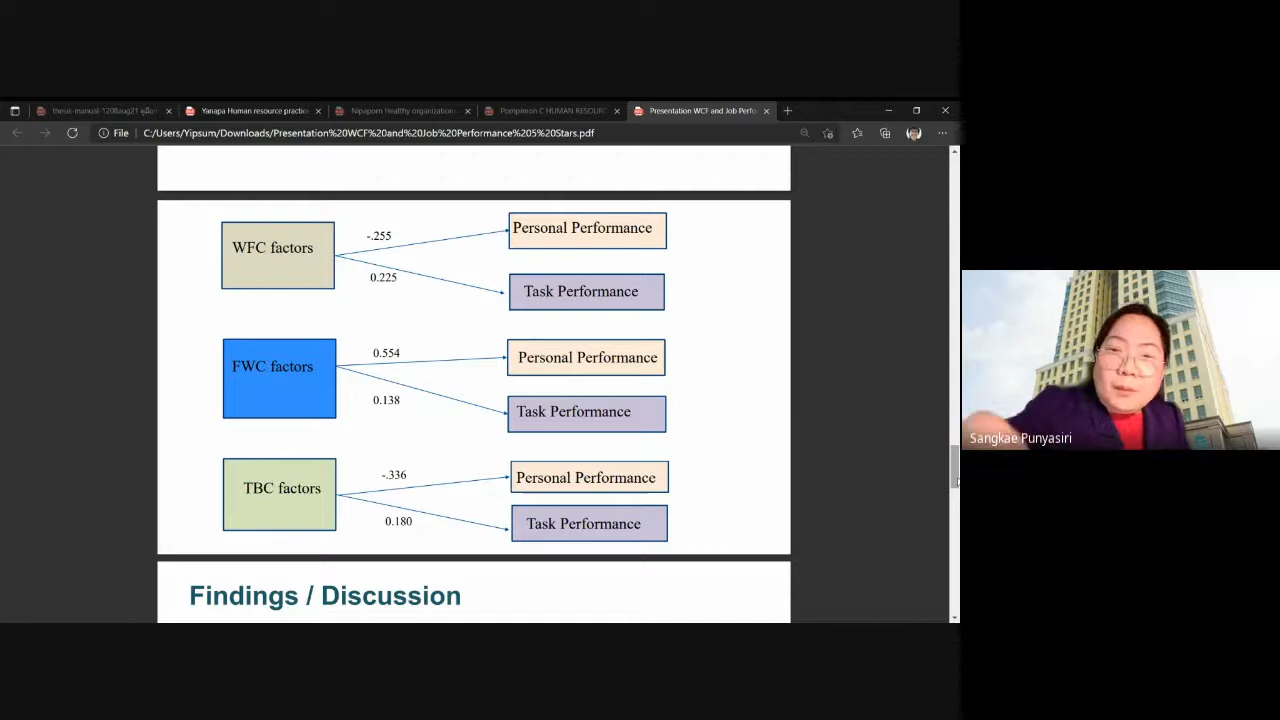 thesis-manual-1208aug21
Yanapa Human resource practic
Nipaporn Healthy organization
Pornpimon C HUMAN RESOUR
Presentation WCF and Job Perfo
File
C:/Users/Yipsum/Downloads/Presentation%20WCF%20and%20Job%20Performance%205%20Stars.pdf
WFC factors
-.255
0.225
Personal Performance
Task Performance
FWC factors
0.554
0.138
Personal Performance
Task Performance
TBC factors
-.336
0.180
Personal Performance
Task Performance
Findings / Discussion
Sangkae Punyasiri